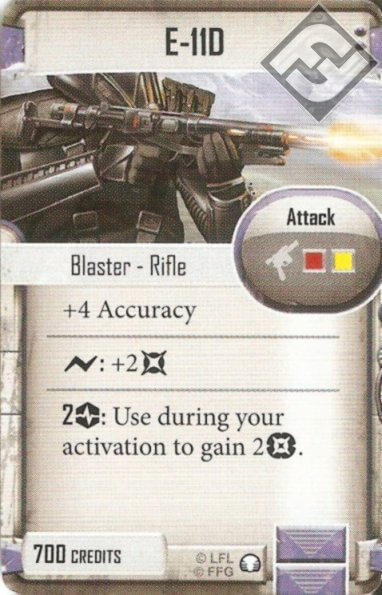 E-11D
Attack
Blaster - Rifle
+4 Accuracy
: +2
2: Use during your
activation to gain 2.
700 CREDITS
© LFL
© FFG